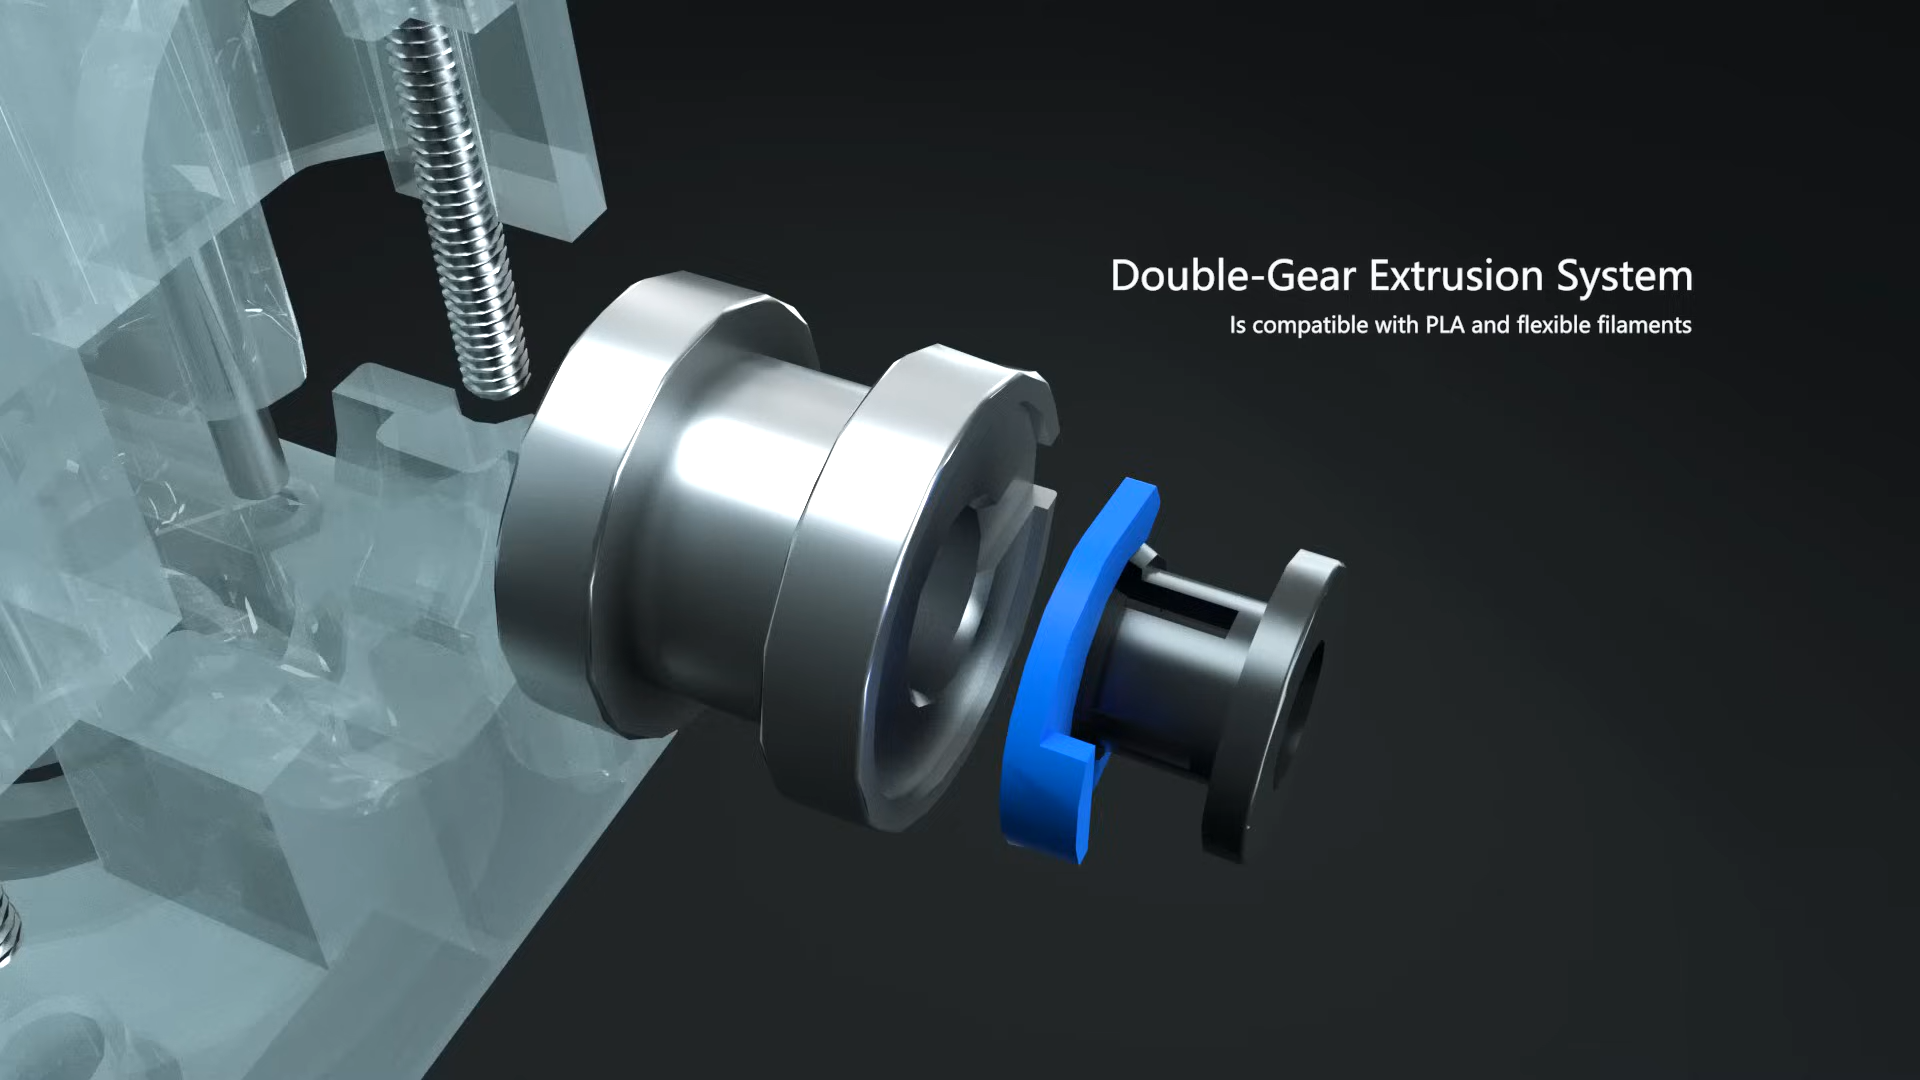 Double-Gear Extrusion System
Is compatible with PLA and flexible filaments